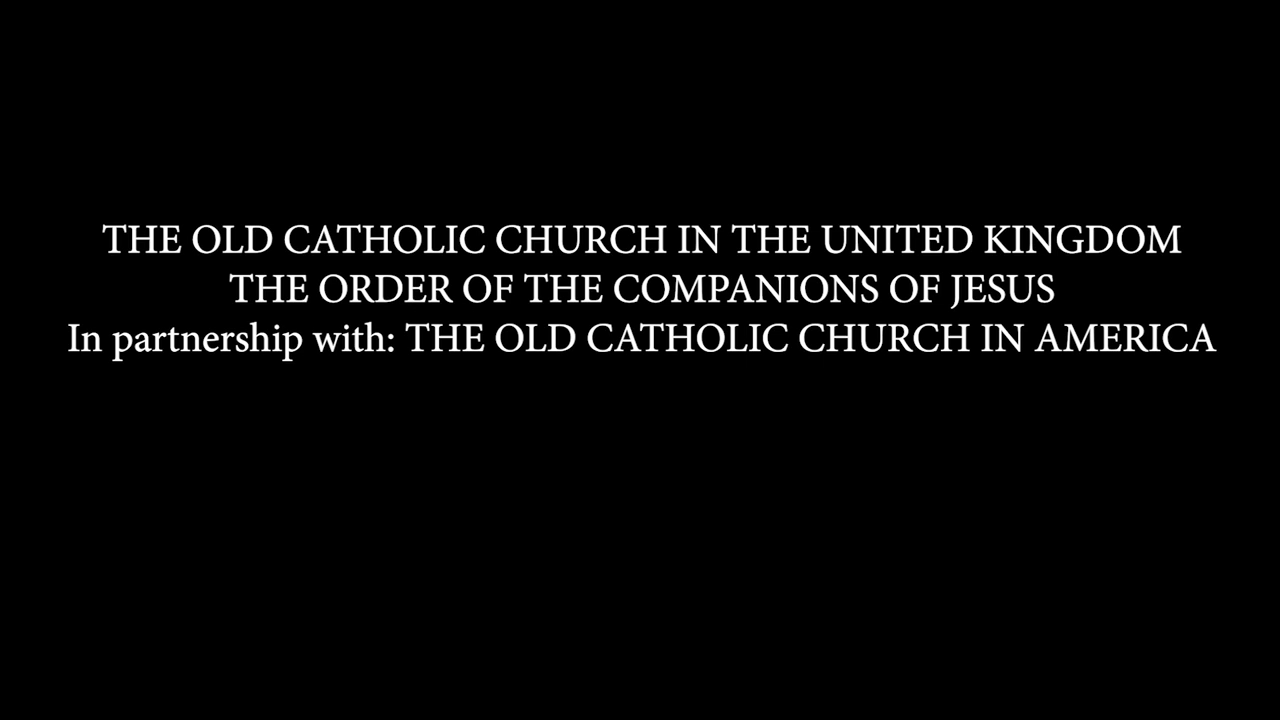 THE OLD CATHOLIC CHURCH IN THE UNITED KINGDOM
THE ORDER OF THE COMPANIONS OF JESUS
In partnership with: THE OLD CATHOLIC CHURCH IN AMERICA